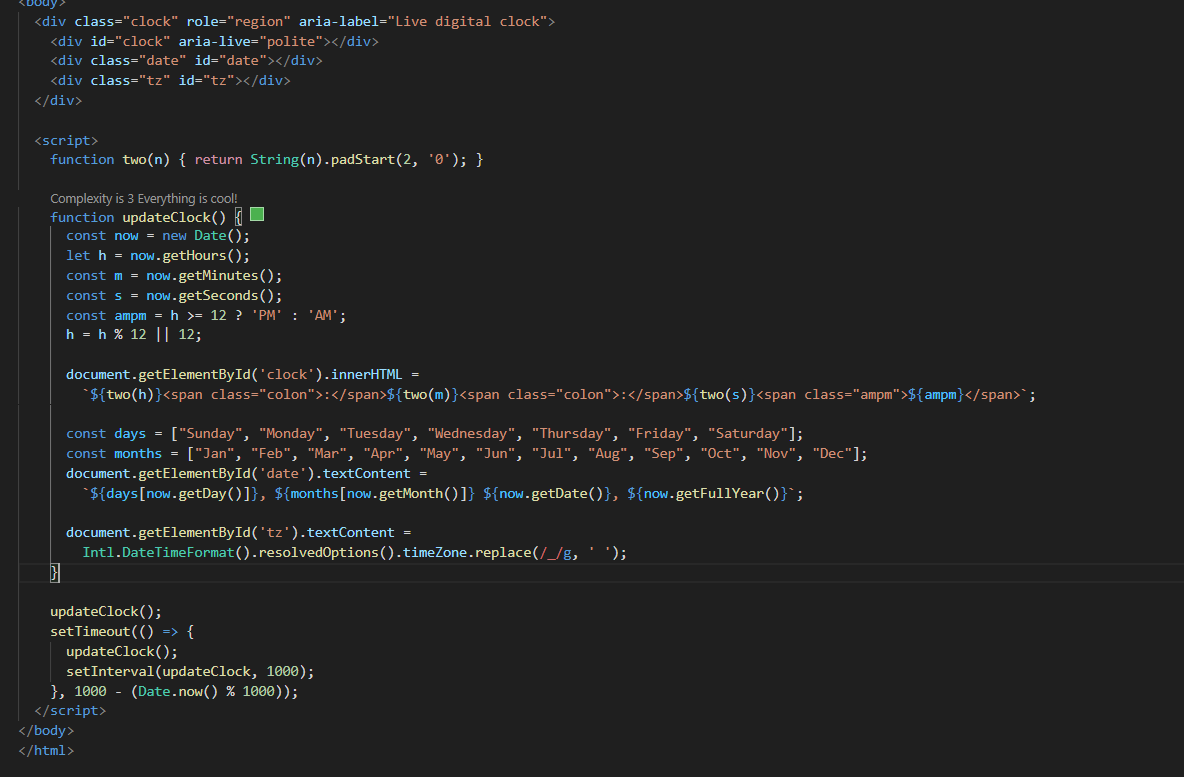 <body>
<div class="clock" role="region" aria-label="Live digital clock">
<div id="clock" aria-live="polite"></div>
<div class="date" id="date"></div>
<div class="tz" id="tz"></div>
</div>
<script>
function two(n) { return String(n).padStart(2, '0'); }
Complexity is 3 Everything is cool!
function updateClock() {
const now = new Date();
let h = now.getHours();
const m = now.getMinutes();
const s = now.getSeconds();
const ampm = h >= 12 ? 'PM' : 'AM';
h = h % 12 || 12;
document.getElementById('clock').innerHTML =
`${two(h)}<span class="colon">:</span>${two(m)}<span class="colon">:</span>${two(s)}<span class="ampm">${ampm}</span>`;
const days = ["Sunday", "Monday", "Tuesday", "Wednesday", "Thursday", "Friday", "Saturday"];
const months = ["Jan", "Feb", "Mar", "Apr", "May", "Jun", "Jul", "Aug", "Sep", "Oct", "Nov", "Dec"];
document.getElementById('date').textContent =
`${days[now.getDay()]}, ${months[now.getMonth()]} ${now.getDate()}, ${now.getFullYear()}`;
document.getElementById('tz').textContent =
Intl.DateTimeFormat().resolvedOptions().timeZone.replace(/_/g, ' ');
}
updateClock();
setTimeout(() => {
updateClock();
setInterval(updateClock, 1000);
}, 1000 - (Date.now() % 1000));
</script>
</body>
</html>